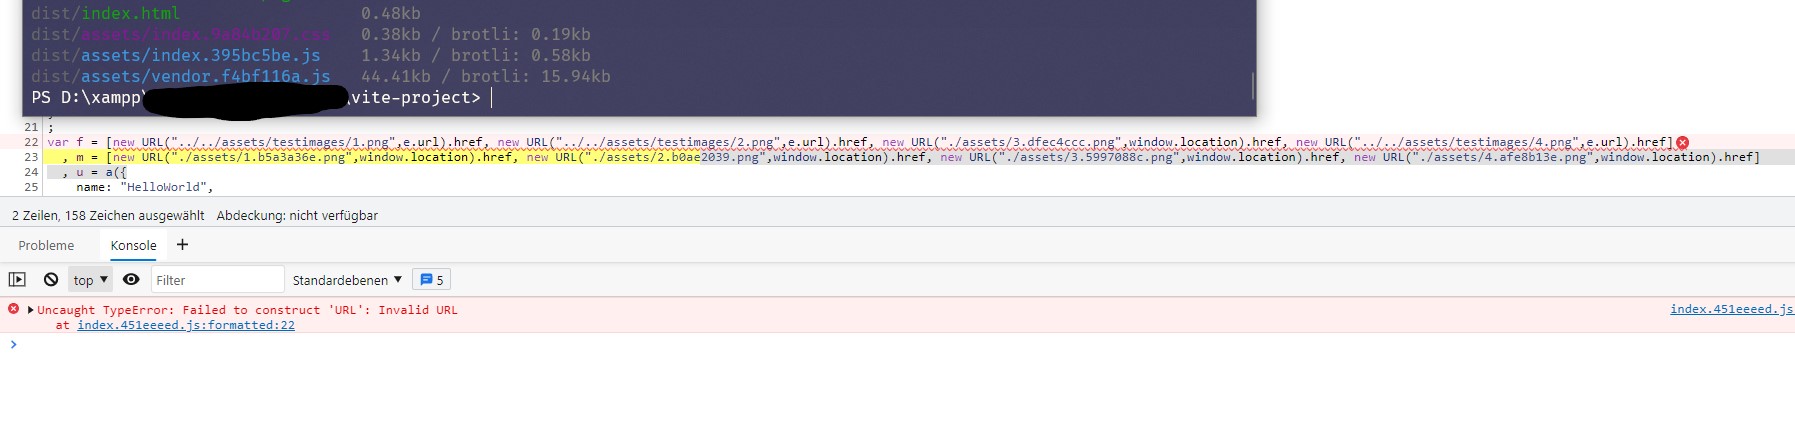 dist/index.html 0.48kb
dist/assets/index.9a84b207.css 0.38kb / brotli: 0.19kb
dist/assets/index.395bc5be.js 1.34kb / brotli: 0.58kb
dist/assets/vendor.f4bf116a.js 44.41kb / brotli: 15.94kb
PS D:\xampp\ \vite-project>
21 ;
22 var f = [new URL("../../assets/testimages/1.png",e.url).href, new URL("../../assets/testimages/2.png",e.url).href, new URL("./assets/3.dfec4ccc.png",window.location).href, new URL("../../assets/testimages/4.png",e.url).href]
23 , m = [new URL("./assets/1.b5a3a36e.png",window.location).href, new URL("./assets/2.b0ae2039.png",window.location).href, new URL("./assets/3.5997088c.png",window.location).href, new URL("./assets/4.afe8b13e.png",window.location).href]
24 , u = a({
25 name: "HelloWorld",
2 Zeilen, 158 Zeichen ausgewählt Abdeckung: nicht verfügbar
Probleme Konsole +
top ▼ Filter Standardebenen ▼ 5
Uncaught TypeError: Failed to construct 'URL': Invalid URL index.451eeeed.js
at index.451eeeed.js:formatted:22
>